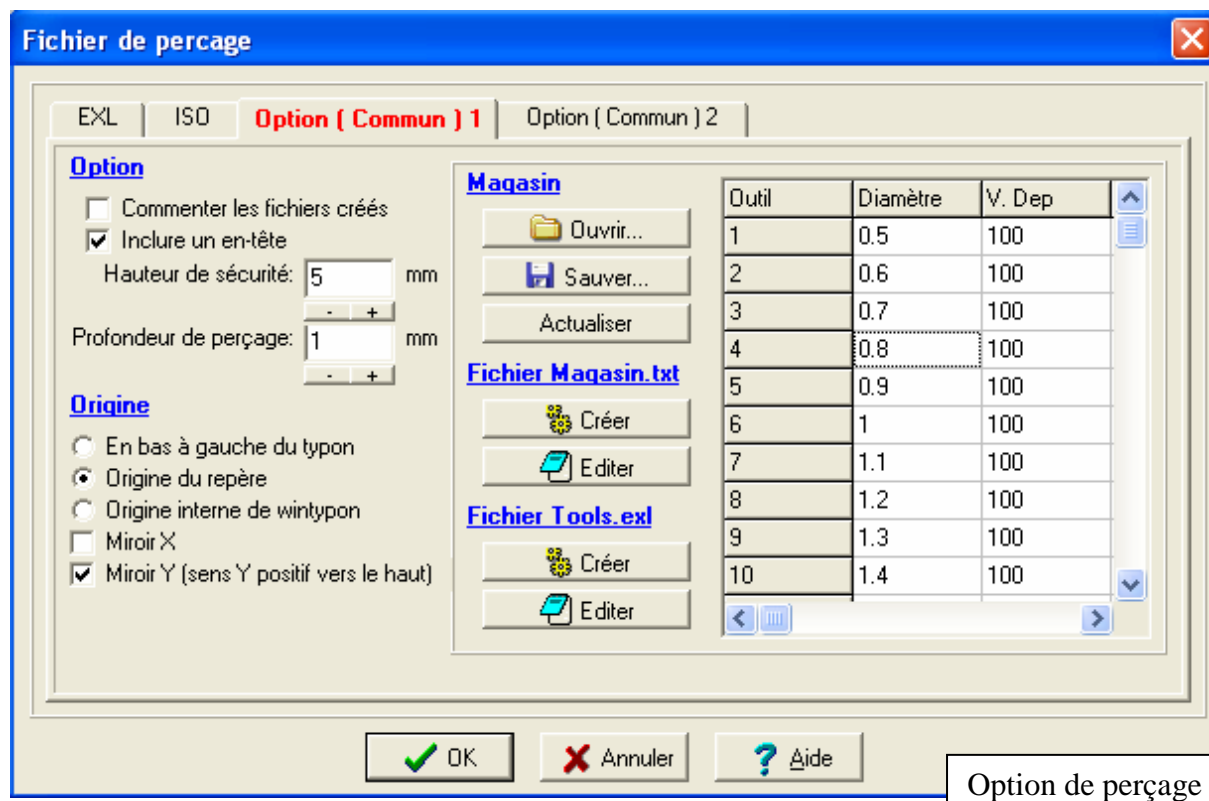 Fichier de percage
EXL
ISO
Option ( Commun ) 1
Option ( Commun ) 2
Option
Commenter les fichiers créés
Inclure un en-tête
Hauteur de sécurité: 5 mm
- +
Profondeur de perçage: 1 mm
- +
Origine
En bas à gauche du typon
Origine du repère
Origine interne de wintypon
Miroir X
Miroir Y (sens Y positif vers le haut)
Magasin
Ouvrir...
Sauver...
Actualiser
Fichier Magasin.txt
Créer
Editer
Fichier Tools.exl
Créer
Editer
Outil Diamètre V. Dep
1 0.5 100
2 0.6 100
3 0.7 100
4 0.8 100
5 0.9 100
6 1 100
7 1.1 100
8 1.2 100
9 1.3 100
10 1.4 100
OK
Annuler
Aide
Option de perçage